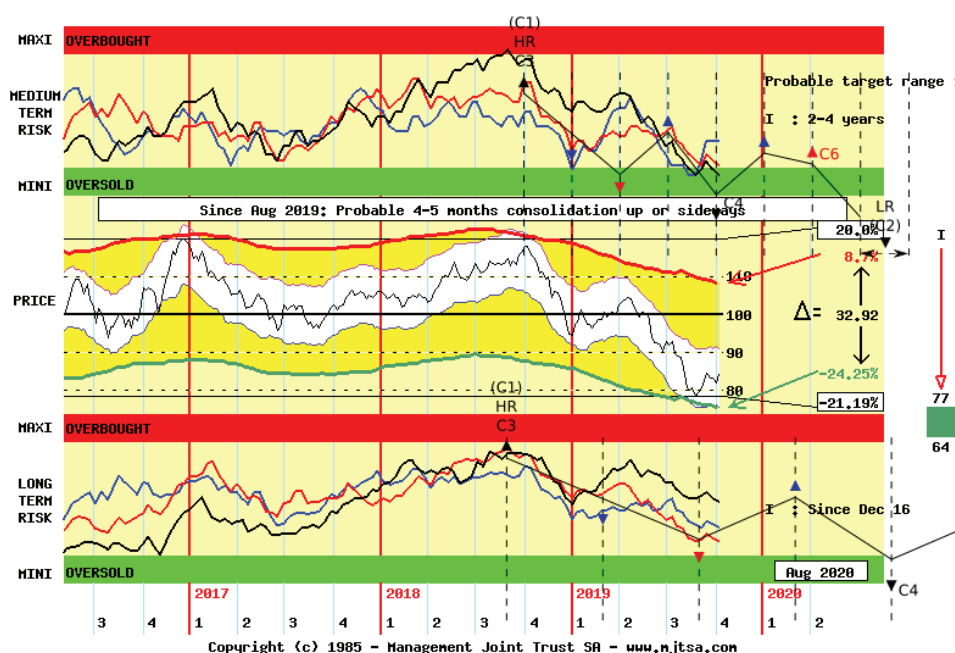 (C1)
HR
C3
MAXI OVERBOUGHT
Probable target range :
MEDIUM
TERM
RISK
I : 2-4 years
C6
MINI OVERSOLD
C4
LR
(C2)
Since Aug 2019: Probable 4-5 months consolidation up or sideways
20.0%
I
8.7%
110
PRICE
100
Δ= 32.92
90
-24.25%
80
-21.19%
77
64
(C1)
HR
C3
MAXI OVERBOUGHT
LONG
TERM
RISK
I : Since Dec 16
MINI OVERSOLD
Aug 2020
C4
2017 2018 2019 2020
3 4 1 2 3 4 1 2 3 4 1 2 3 4 1 2
Copyright (c) 1985 - Management Joint Trust SA - www.mjtsa.com